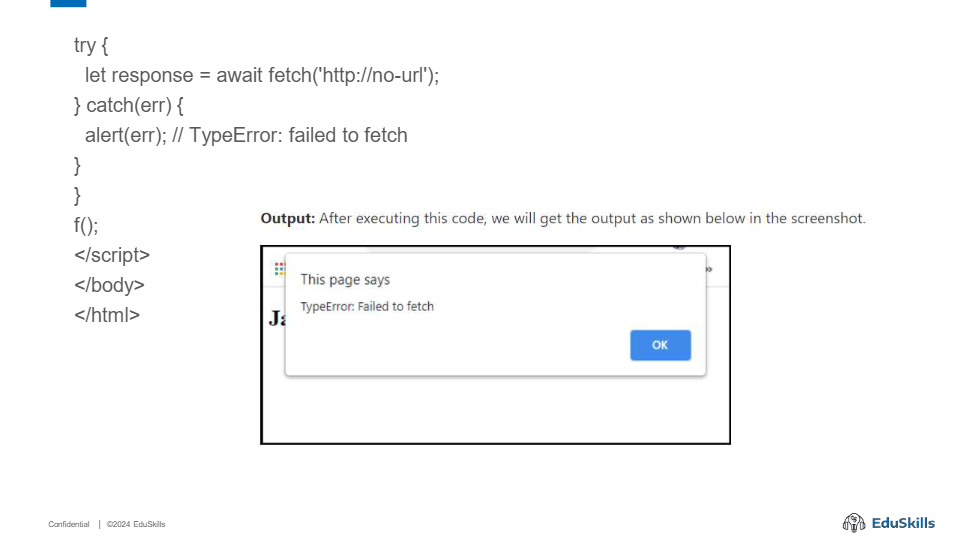 try {
let response = await fetch('http://no-url');
} catch(err) {
alert(err); // TypeError: failed to fetch
}
}
f();
</script>
</body>
</html>
Output: After executing this code, we will get the output as shown below in the screenshot.
»
This page says
TypeError: Failed to fetch
Ja
OK
Confidential | ©2024 EduSkills
EduSkills